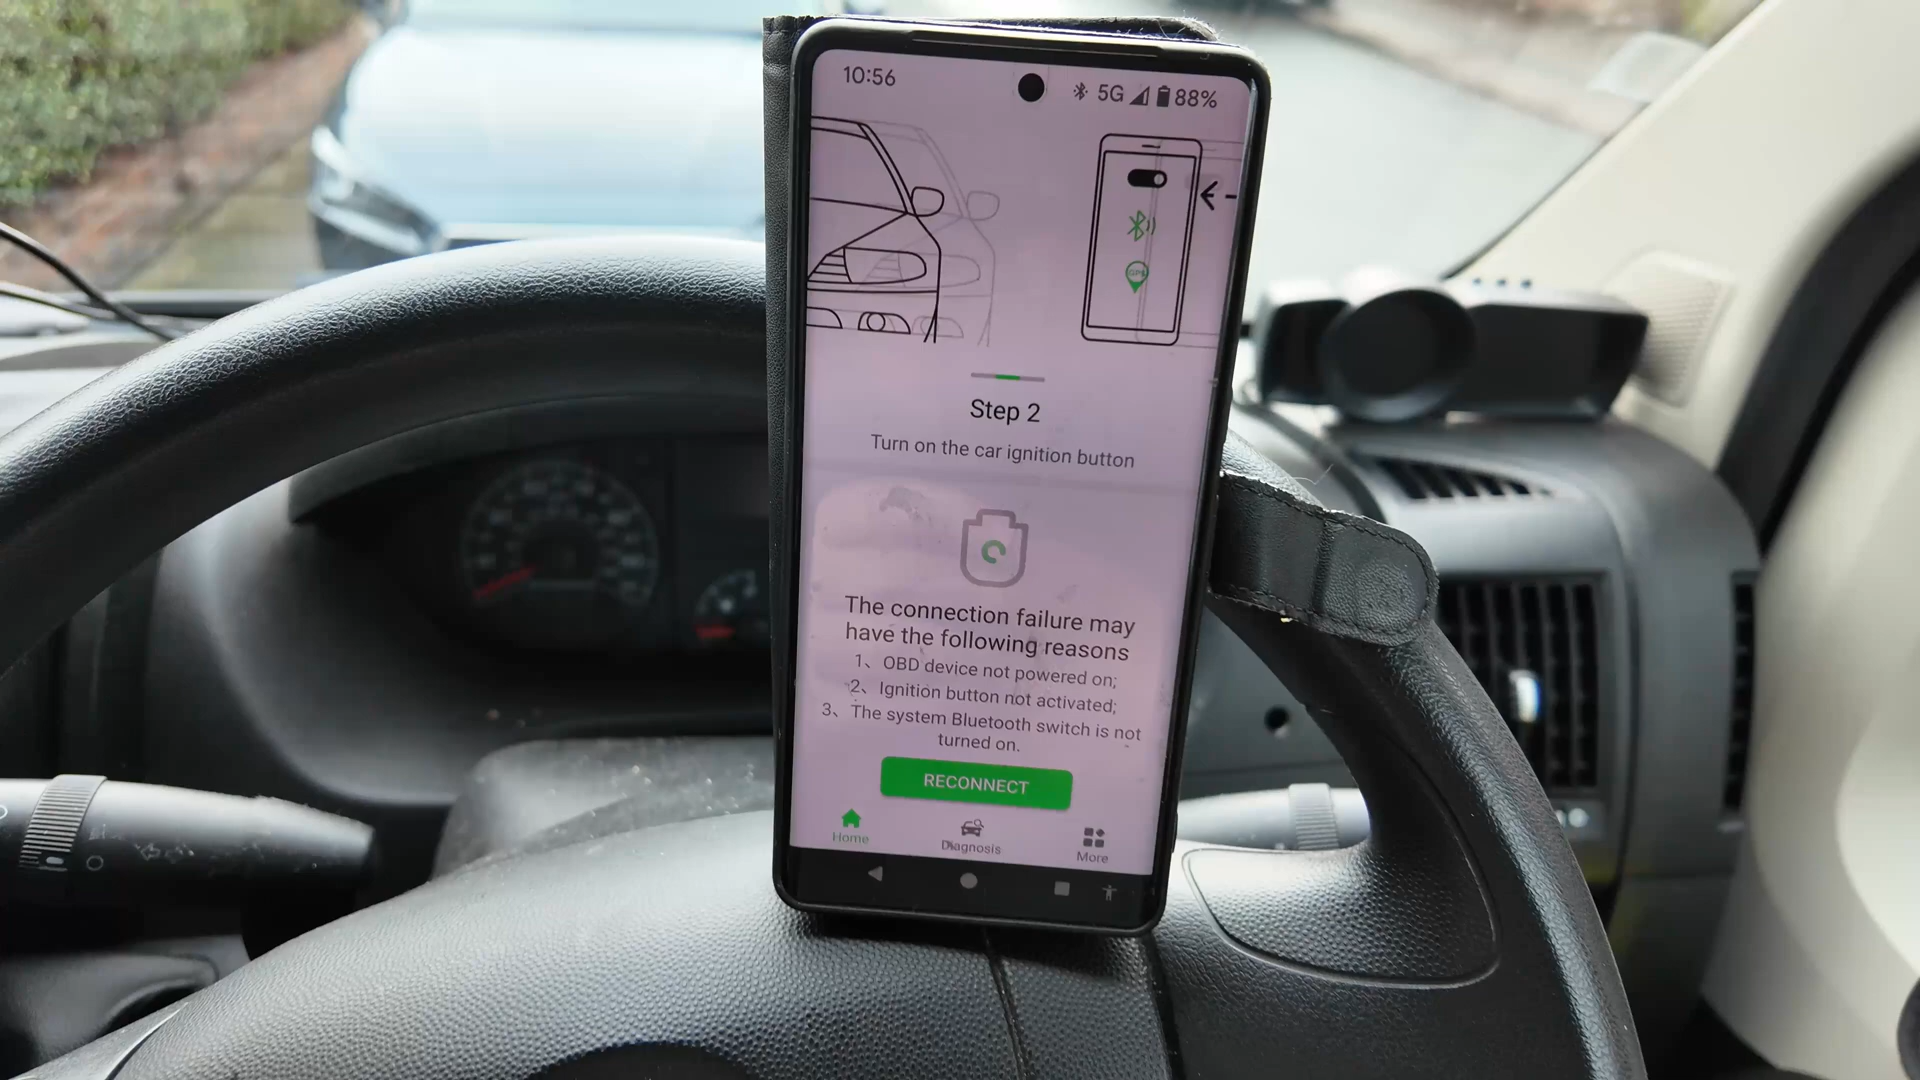 10:56
5G 88%
GPS
Step 2
Turn on the car ignition button
The connection failure may
have the following reasons
1、OBD device not powered on;
2、Ignition button not activated;
3、The system Bluetooth switch is not
turned on.
RECONNECT
Home
Diagnosis
More